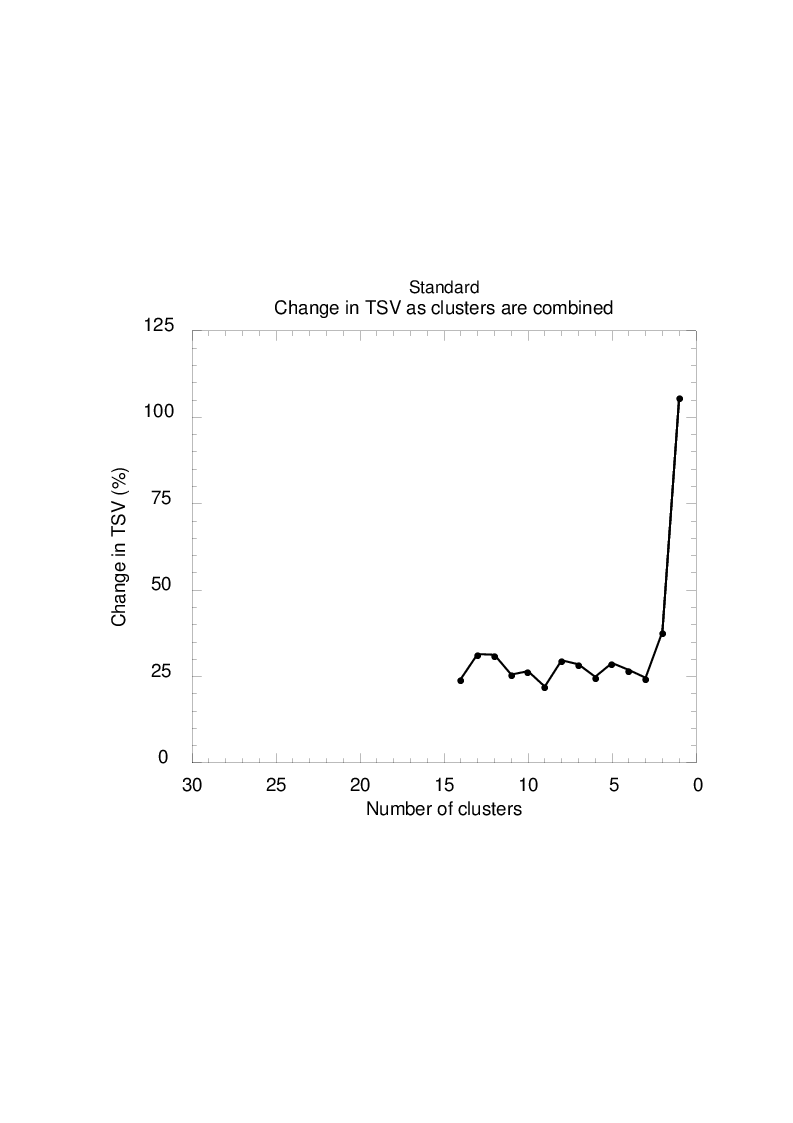 Standard
Change in TSV as clusters are combined
125
100
75
50
25
0
Change in TSV (%)
30 25 20 15 10 5 0
Number of clusters